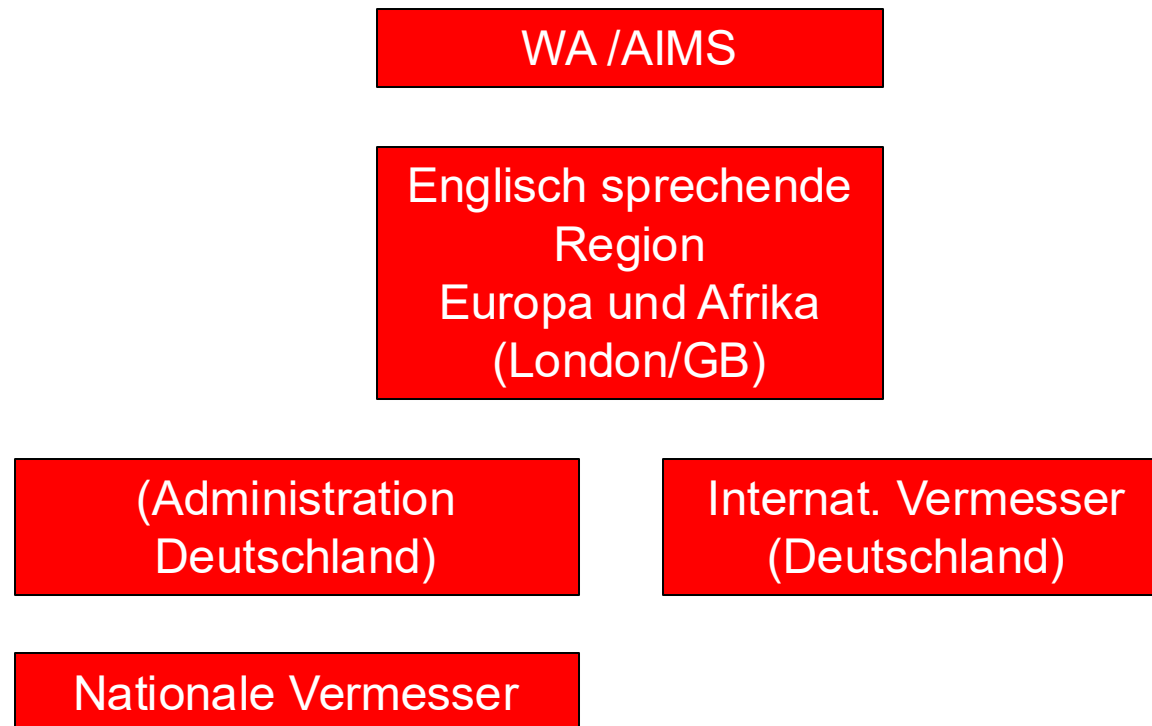 WA /AIMS
Englisch sprechende
Region
Europa und Afrika
(London/GB)
(Administration
Deutschland)
Internat. Vermesser
(Deutschland)
Nationale Vermesser